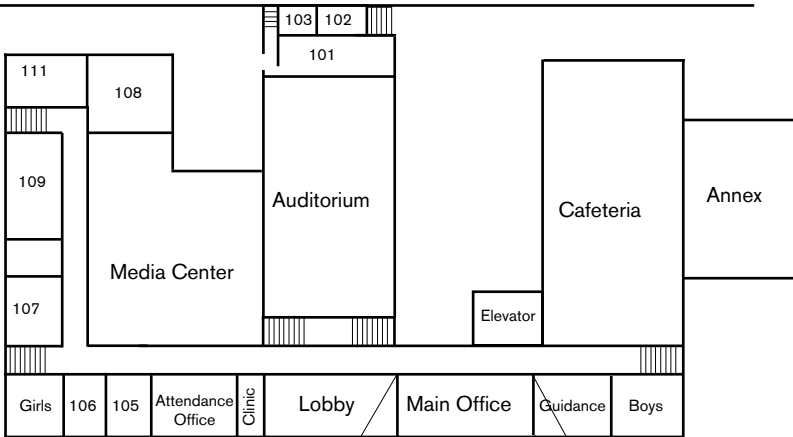 103
102
101
111
108
109
Auditorium
Cafeteria
Annex
Media Center
107
Elevator
Girls
106
105
Attendance
Office
Clinic
Lobby
Main Office
Guidance
Boys